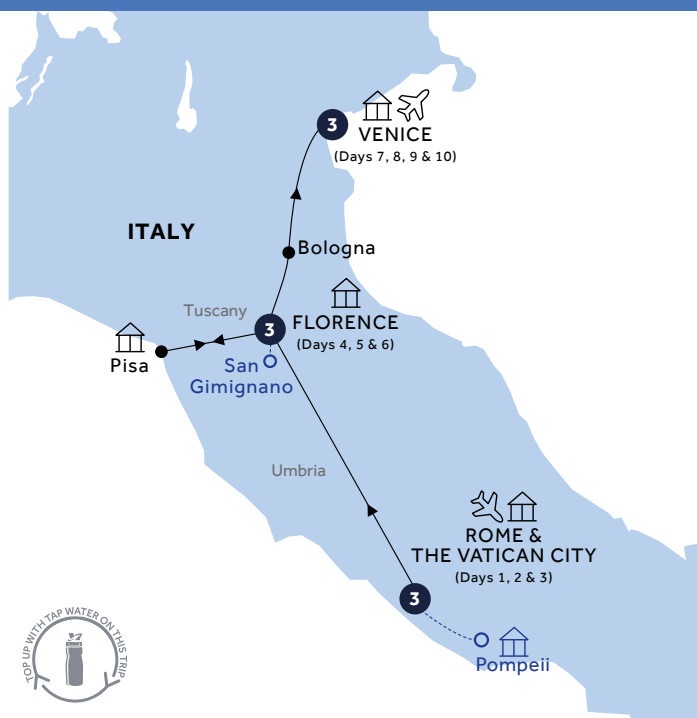 3
VENICE
(Days 7, 8, 9 & 10)
ITALY
Bologna
Tuscany
3
FLORENCE
(Days 4, 5 & 6)
Pisa
San
Gimignano
Umbria
ROME &
THE VATICAN CITY
(Days 1, 2 & 3)
3
Pompeii
TOP UP WITH TAP WATER ON THIS TRIP